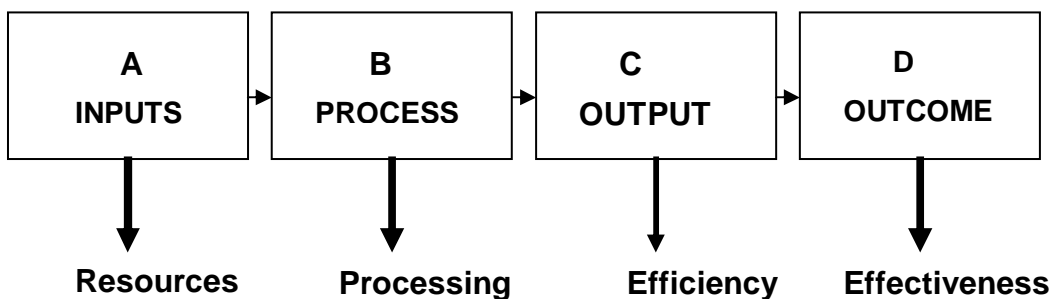 A
INPUTS
B
PROCESS
C
OUTPUT
D
OUTCOME
Resources
Processing
Efficiency
Effectiveness